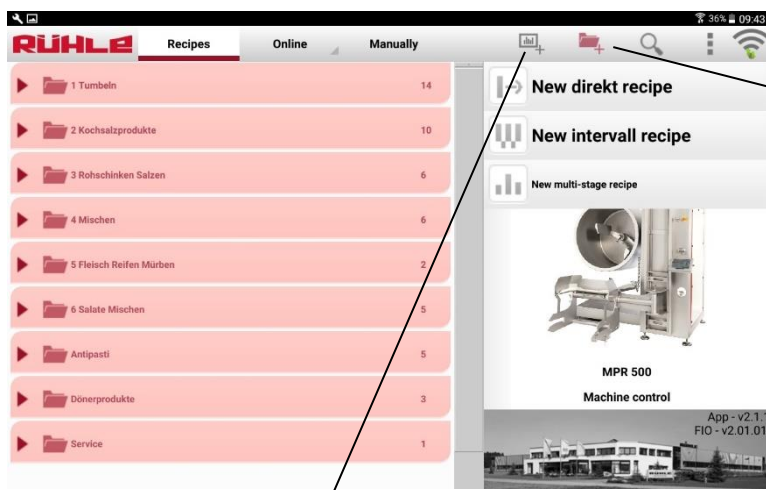 36% 09:43
RÜHLE Recipes Online Manually
1 Tumbeln 14
2 Kochsalzprodukte 10
3 Rohschinken Salzen 6
4 Mischen 6
5 Fleisch Reifen Mürben 2
6 Salate Mischen 5
Antipasti 5
Dönerprodukte 3
Service 1
New direkt recipe
New intervall recipe
New multi-stage recipe
MPR 500
Machine control
App - v2.1.1
FIO - v2.01.01